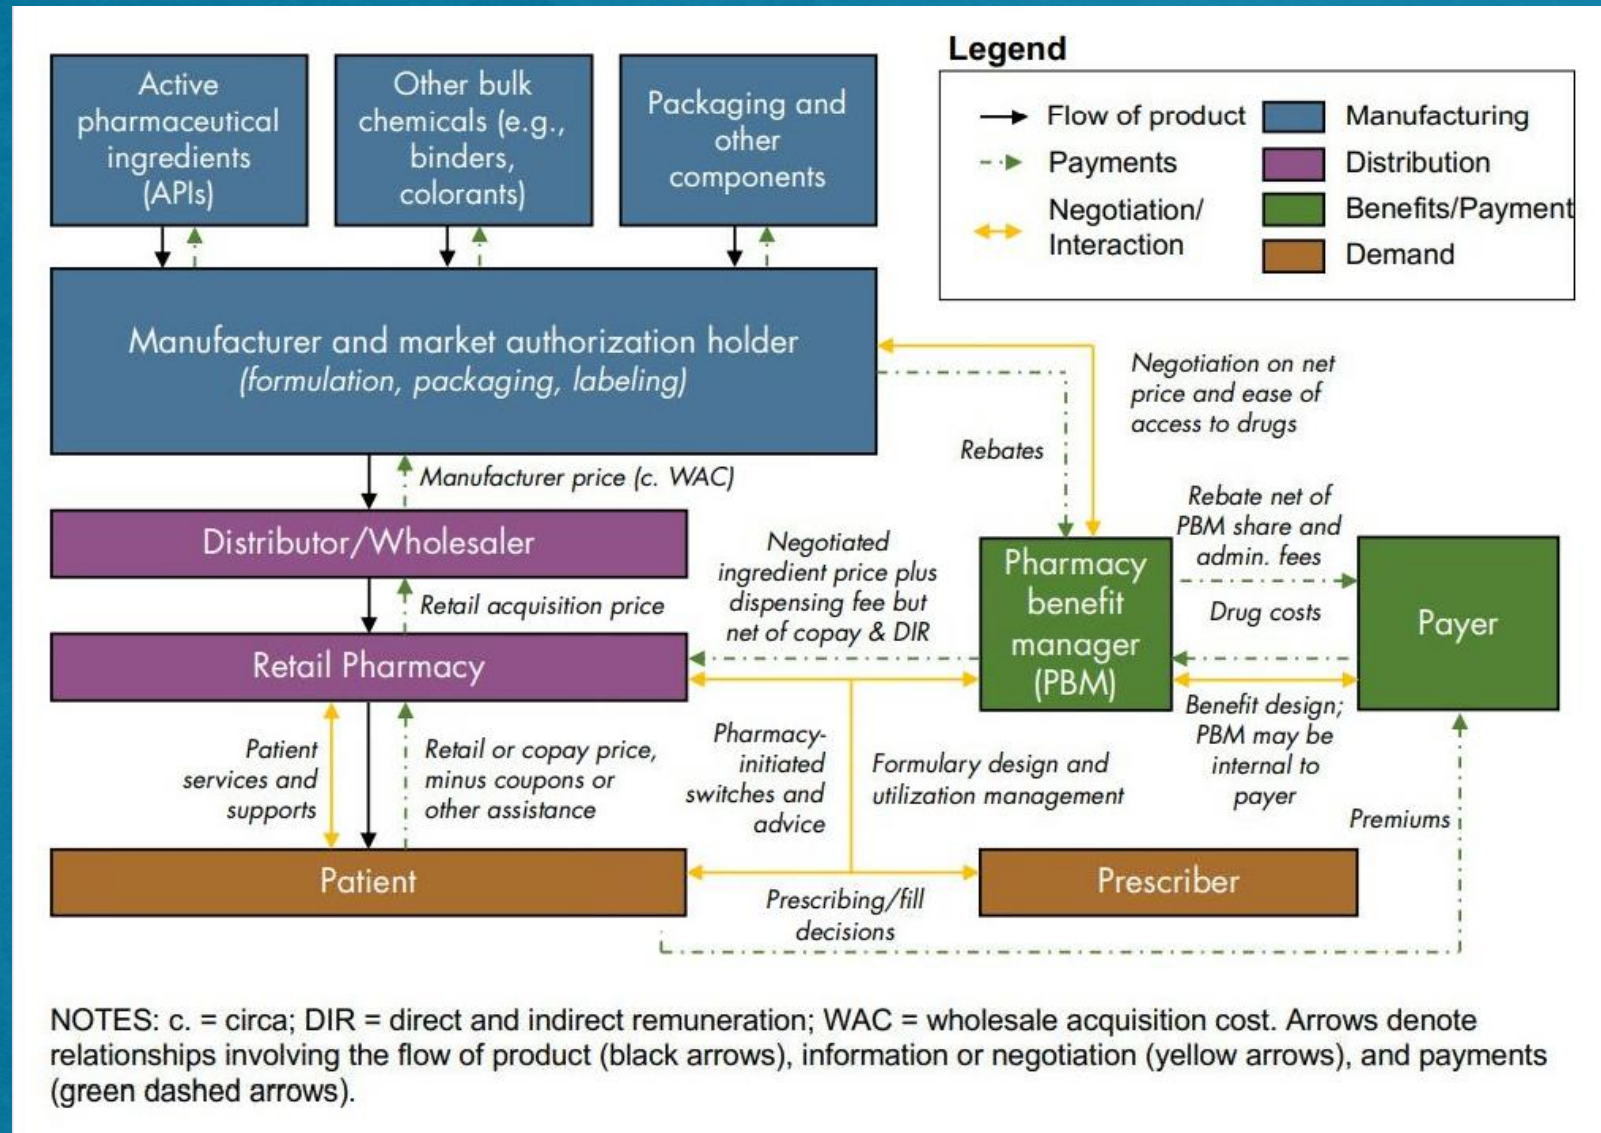 Active
pharmaceutical
ingredients
(APIs)
Other bulk
chemicals (e.g.,
binders,
colorants)
Packaging and
other
components
Legend
Flow of product
Payments
Negotiation/
Interaction
Manufacturing
Distribution
Benefits/Payment
Demand
Manufacturer and market authorization holder
(formulation, packaging, labeling)
Negotiation on net
price and ease of
access to drugs
Rebates
Manufacturer price (c. WAC)
Distributor/Wholesaler
Retail acquisition price
Retail Pharmacy
Negotiated
ingredient price plus
dispensing fee but
net of copay & DIR
Pharmacy
benefit
manager
(PBM)
Rebate net of
PBM share and
admin. fees
Drug costs
Payer
Benefit design;
PBM may be
internal to
payer
Patient
services and
supports
Retail or copay price,
minus coupons or
other assistance
Pharmacy-
initiated
switches and
advice
Formulary design and
utilization management
Premiums
Patient
Prescribing/fill
decisions
Prescriber
NOTES: c. = circa; DIR = direct and indirect remuneration; WAC = wholesale acquisition cost. Arrows denote
relationships involving the flow of product (black arrows), information or negotiation (yellow arrows), and payments
(green dashed arrows).